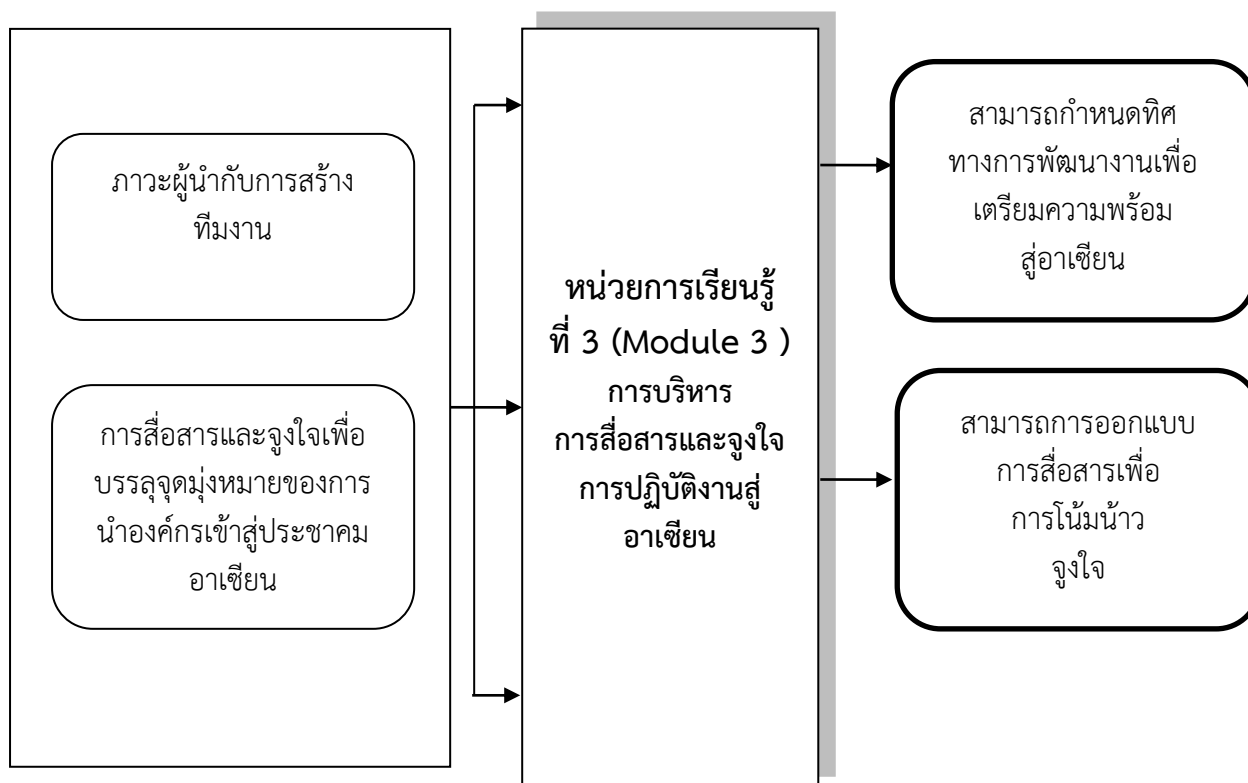 ภาวะผู้นำกับการสร้าง
ทีมงาน
การสื่อสารและจูงใจเพื่อ
บรรลุจุดมุ่งหมายของการ
นำองค์กรเข้าสู่ประชาคม
อาเซียน
หน่วยการเรียนรู้
ที่ 3 (Module 3 )
การบริหาร
การสื่อสารและจูงใจ
การปฏิบัติงานสู่
อาเซียน
สามารถกำหนดทิศ
ทางการพัฒนางานเพื่อ
เตรียมความพร้อม
สู่อาเซียน
สามารถการออกแบบ
การสื่อสารเพื่อ
การโน้มน้าว
จูงใจ